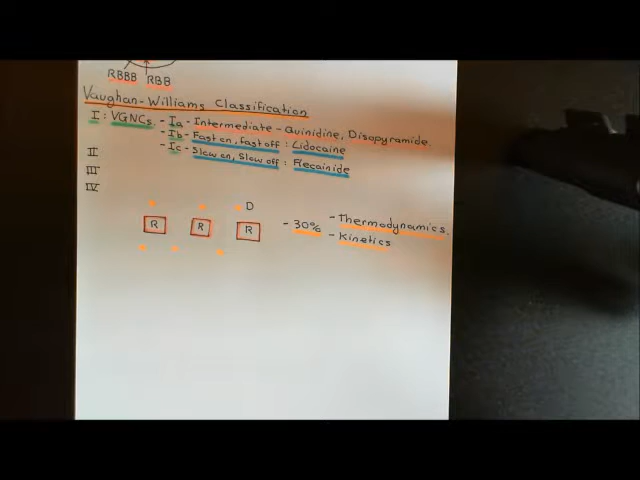 RBBB RBB
Vaughan-Williams Classification
I: VGNCs - Ia - Intermediate - Quinidine, Disopyramide.
- Ib - Fast on, fast off : Lidocaine
- Ic - Slow on, Slow off : Flecainide
II
III
IV
D
R R R - 30% - Thermodynamics.
- Kinetics